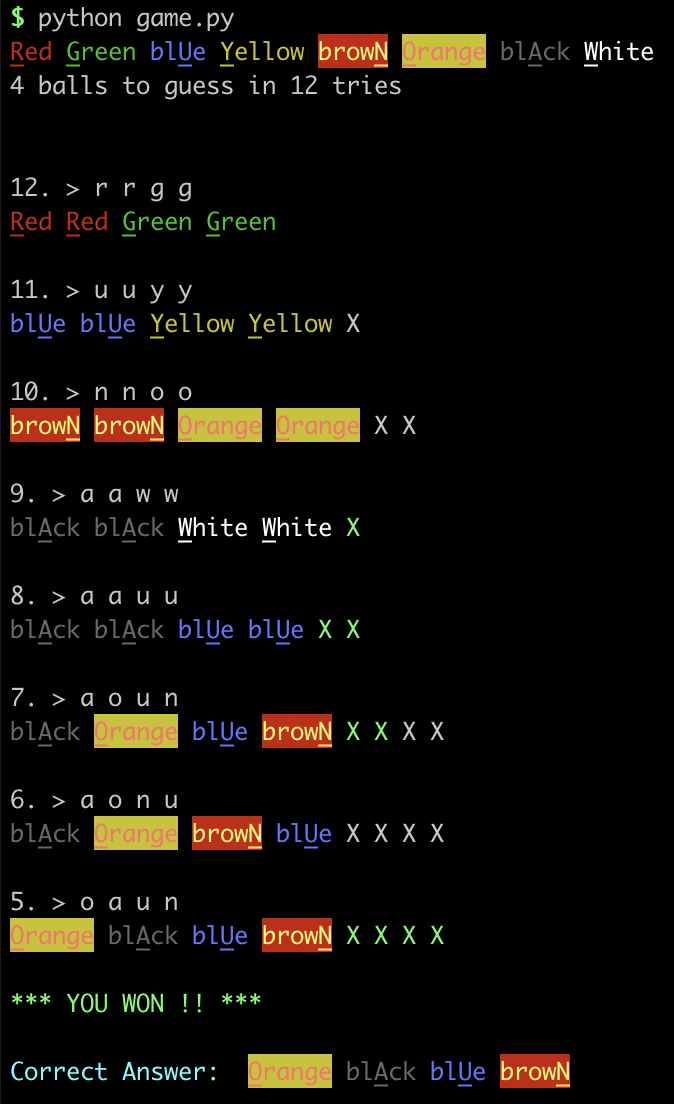 $ python game.py
Red Green blUe Yellow browN Orange blAck White
4 balls to guess in 12 tries
12. > r r g g
Red Red Green Green
11. > u u y y
blUe blUe Yellow Yellow X
10. > n n o o
browN browN Orange Orange X X
9. > a a w w
blAck blAck White White X
8. > a a u u
blAck blAck blUe blUe X X
7. > a o u n
blAck Orange blUe browN X X X X
6. > a o n u
blAck Orange browN blUe X X X X
5. > o a u n
Orange blAck blUe browN X X X X
*** YOU WON !! ***
Correct Answer: Orange blAck blUe browN